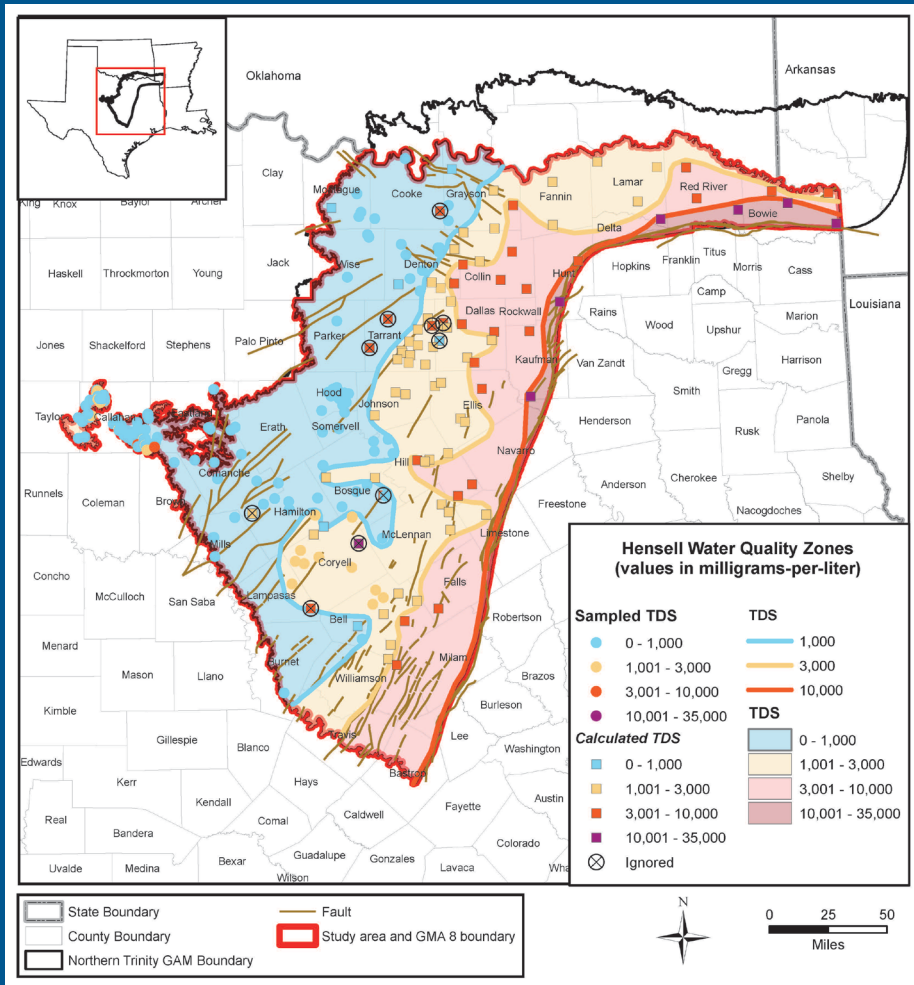 Oklahoma
Arkansas
Clay
Montague
Cooke
Grayson
Fannin
Lamar
Red River
King
Knox
Baylor
Archer
Bowie
Delta
Jack
Wise
Denton
Collin
Hunt
Hopkins
Franklin
Titus
Morris
Cass
Haskell
Throckmorton
Young
Camp
Louisiana
Dallas
Rockwall
Rains
Wood
Upshur
Marion
Parker
Tarrant
Palo Pinto
Jones
Shackelford
Stephens
Kaufman
Van Zandt
Gregg
Harrison
Smith
Hood
Johnson
Ellis
Taylor
Callahan
Eastland
Erath
Somervell
Henderson
Rusk
Panola
Navarro
Hill
Comanche
Runnels
Coleman
Brown
Bosque
Anderson
Cherokee
Shelby
Freestone
Nacogdoches
Hamilton
McLennan
Limestone
Mills
Coryell
Concho
Falls
McCulloch
San Saba
Lampasas
Bell
Robertson
Menard
Mason
Llano
Burnet
Milam
Williamson
Brazos
Burleson
Kimble
Gillespie
Blanco
Travis
Lee
Washington
Edwards
Kerr
Hays
Bastrop
Austin
Real
Kendall
Comal
Caldwell
Fayette
Bandera
Colorado
Uvalde
Medina
Bexar
Guadalupe
Gonzales
Lavaca
Wha
Wilson
Hensell Water Quality Zones
(values in milligrams-per-liter)
Sampled TDS
0 - 1,000
1,001 - 3,000
3,001 - 10,000
10,001 - 35,000
Calculated TDS
0 - 1,000
1,001 - 3,000
3,001 - 10,000
10,001 - 35,000
Ignored
TDS
1,000
3,000
10,000
TDS
0 - 1,000
1,001 - 3,000
3,001 - 10,000
10,001 - 35,000
State Boundary
County Boundary
Northern Trinity GAM Boundary
Fault
Study area and GMA 8 boundary
N
0 25 50
Miles